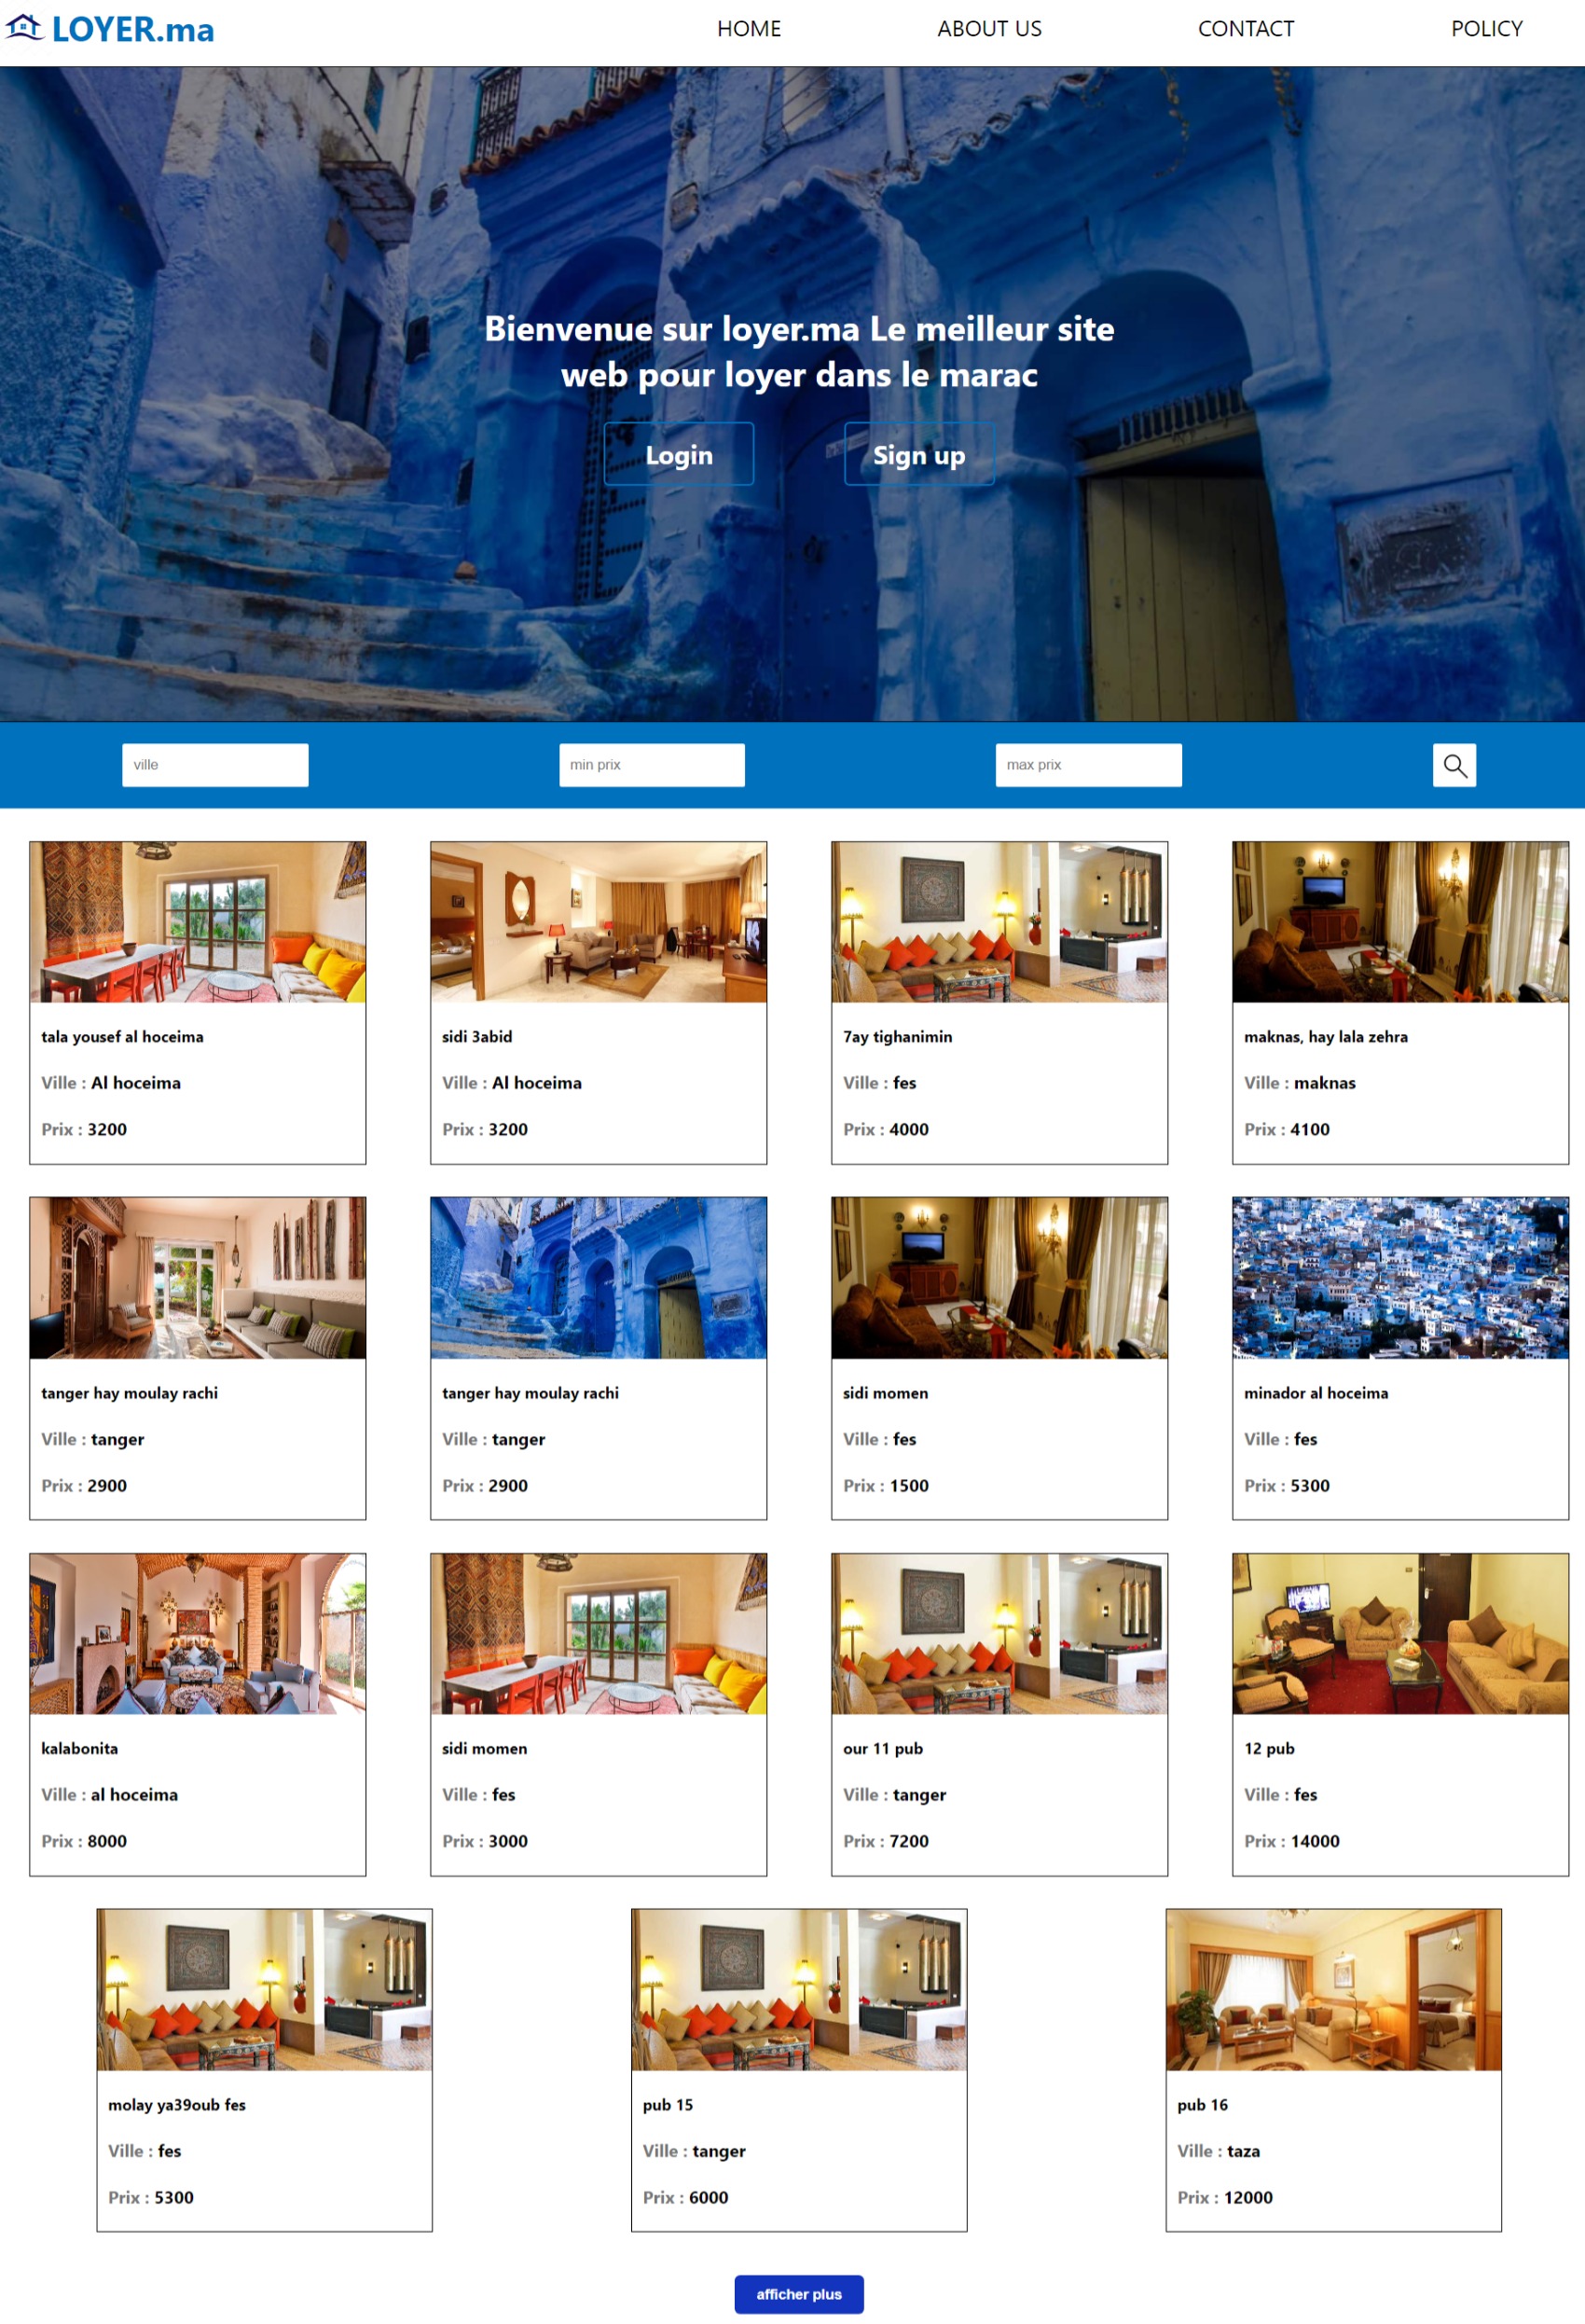 LOYER.ma
HOME
ABOUT US
CONTACT
POLICY
Bienvenue sur loyer.ma Le meilleur site
web pour loyer dans le marac
Login
Sign up
ville
min prix
max prix
tala yousef al hoceima
Ville : Al hoceima
Prix : 3200
sidi 3abid
Ville : Al hoceima
Prix : 3200
7ay tighanimin
Ville : fes
Prix : 4000
maknas, hay lala zehra
Ville : maknas
Prix : 4100
tanger hay moulay rachi
Ville : tanger
Prix : 2900
tanger hay moulay rachi
Ville : tanger
Prix : 2900
sidi momen
Ville : fes
Prix : 1500
minador al hoceima
Ville : fes
Prix : 5300
kalabonita
Ville : al hoceima
Prix : 8000
sidi momen
Ville : fes
Prix : 3000
our 11 pub
Ville : tanger
Prix : 7200
12 pub
Ville : fes
Prix : 14000
molay ya39oub fes
Ville : fes
Prix : 5300
pub 15
Ville : tanger
Prix : 6000
pub 16
Ville : taza
Prix : 12000
afficher plus